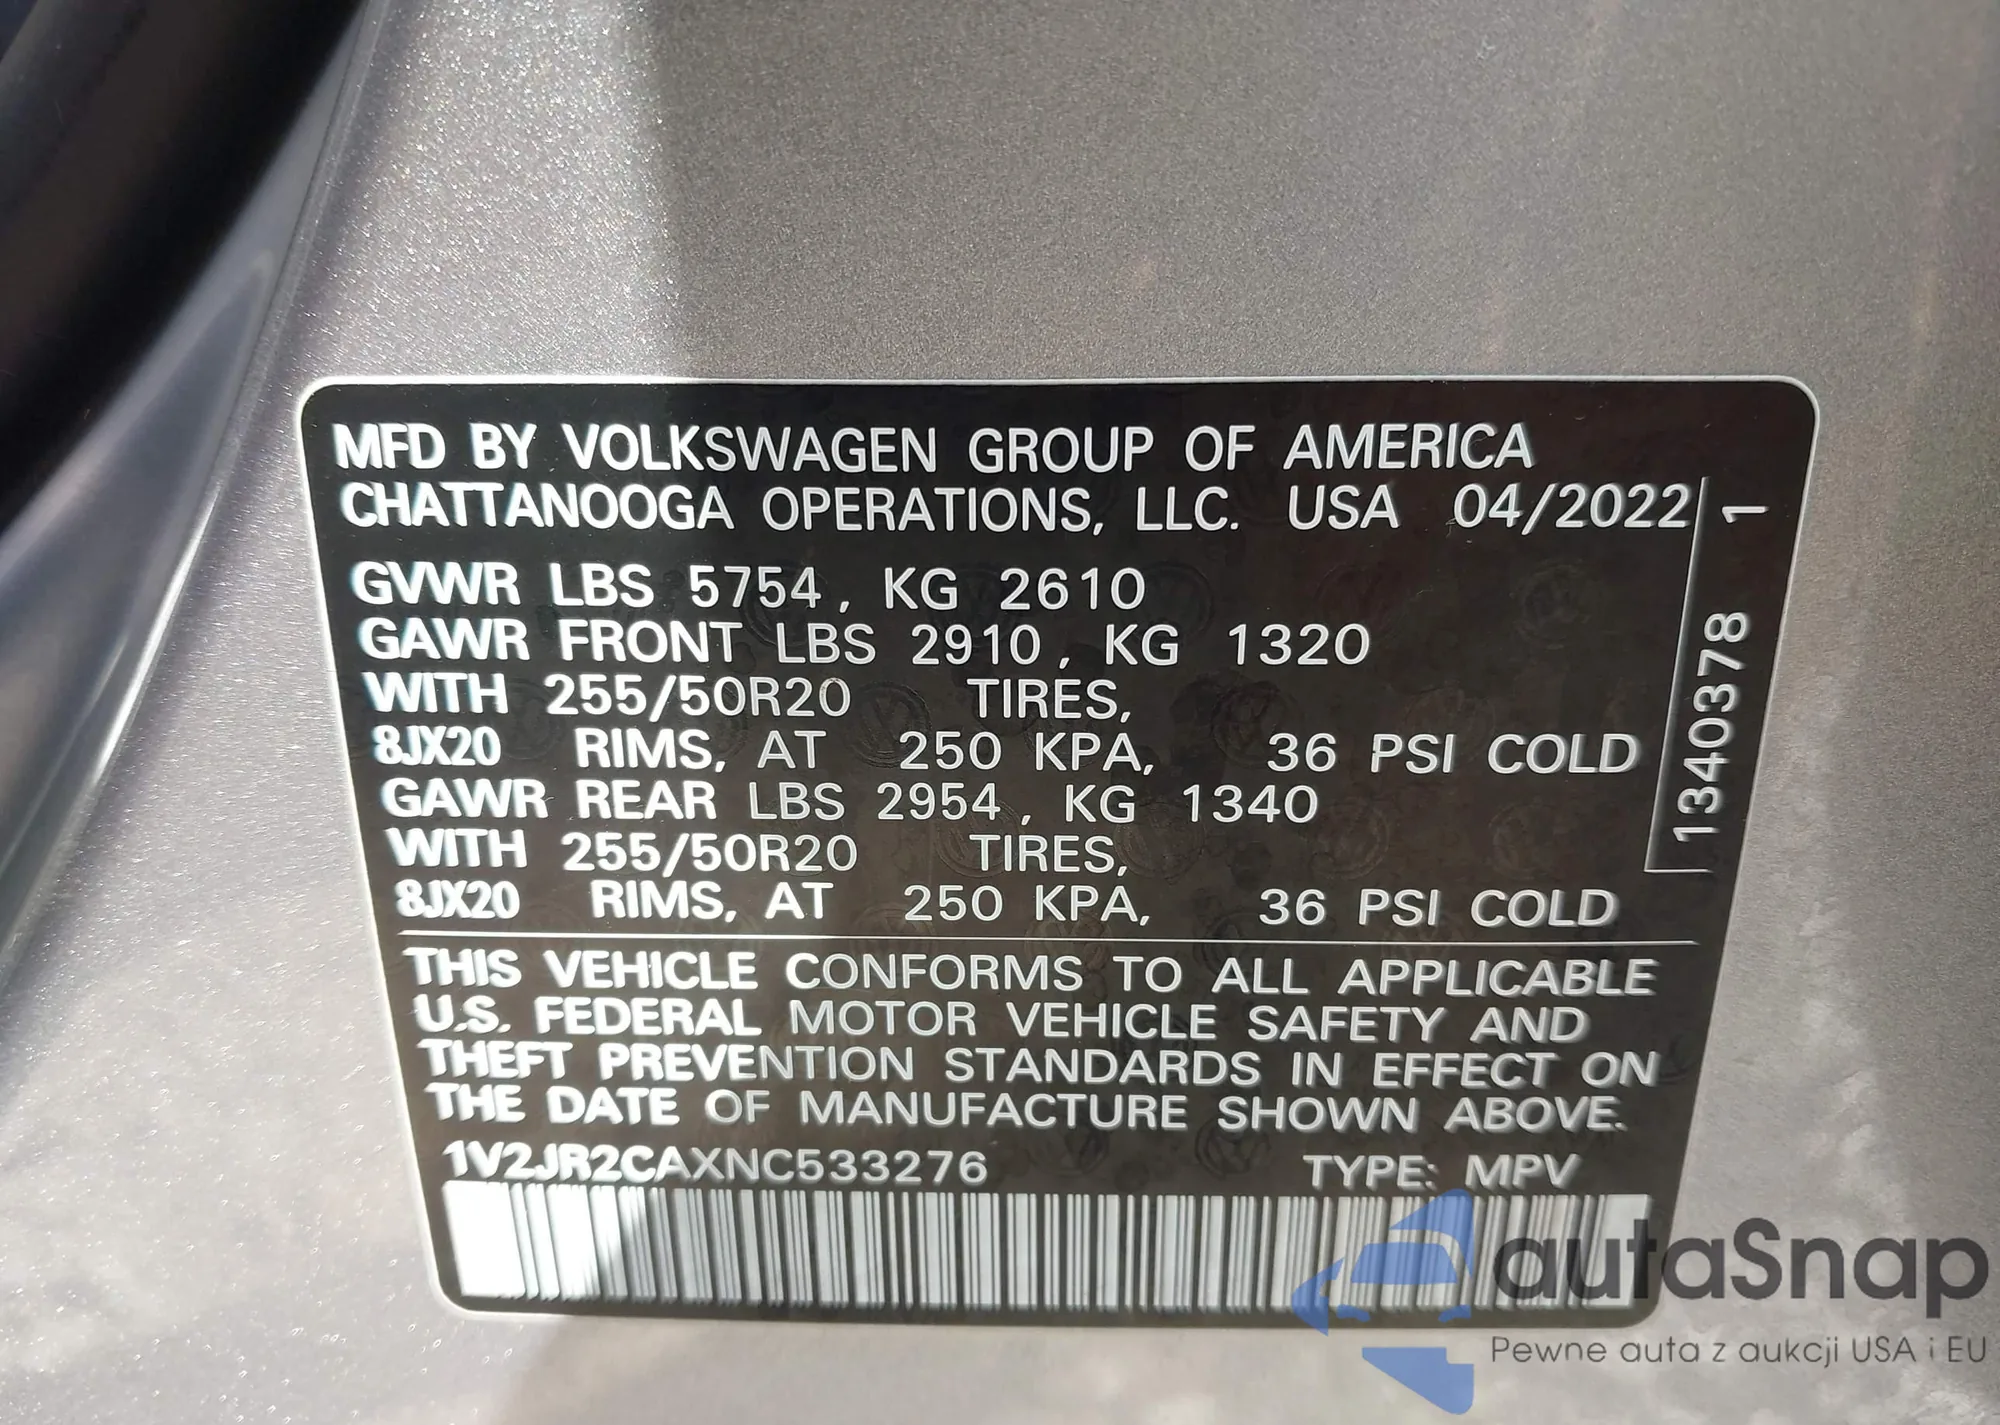 MFD BY VOLKSWAGEN GROUP OF AMERICA
CHATTANOOGA OPERATIONS, LLC. USA 04/2022
GVWR LBS 5754, KG 2610
GAWR FRONT LBS 2910, KG 1320
WITH 255/50R20 TIRES,
8JX20 RIMS, AT 250 KPA, 36 PSI COLD
GAWR REAR LBS 2954, KG 1340
WITH 255/50R20 TIRES,
8JX20 RIMS, AT 250 KPA, 36 PSI COLD
1340378 1
THIS VEHICLE CONFORMS TO ALL APPLICABLE
U.S. FEDERAL MOTOR VEHICLE SAFETY AND
THEFT PREVENTION STANDARDS IN EFFECT ON
THE DATE OF MANUFACTURE SHOWN ABOVE.
1V2JR2CAXNC533276 TYPE: MPV
autaSnap
Pewne auta z aukcji USA i EU